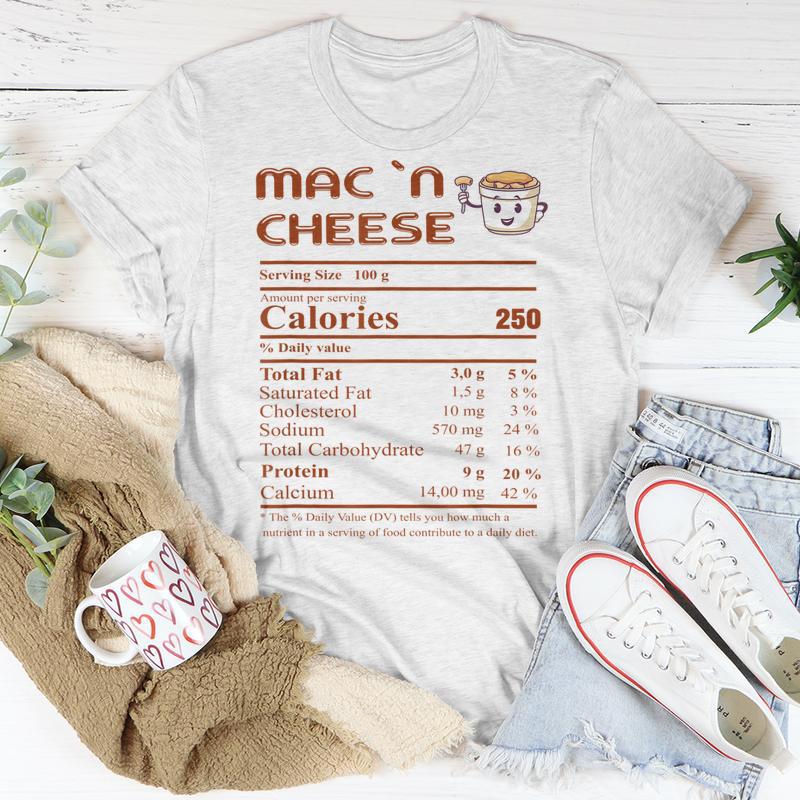 MAC `N
CHEESE
Serving Size 100 g
Amount per serving
Calories 250
% Daily value
Total Fat 3,0 g 5 %
Saturated Fat 1,5 g 8 %
Cholesterol 10 mg 3 %
Sodium 570 mg 24 %
Total Carbohydrate 47 g 16 %
Protein 9 g 20 %
Calcium 14,00 mg 42 %
* The % Daily Value (DV) tells you how much a
nutrient in a serving of food contribute to a daily diet.